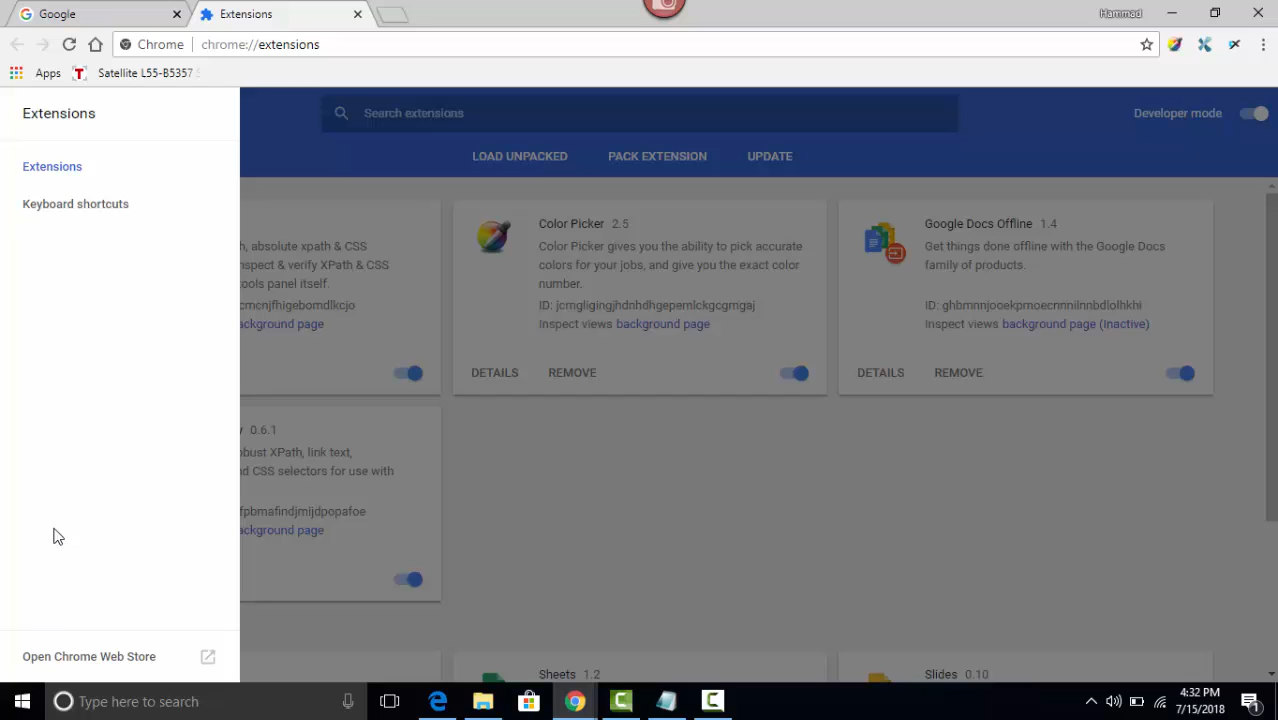 Google
Extensions
Hammad
Chrome
chrome://extensions
Apps
Satellite L55-B5357
Extensions
Search extensions
Developer mode
LOAD UNPACKED
PACK EXTENSION
UPDATE
Extensions
Keyboard shortcuts
absolute xpath & CSS
nspect & verify XPath & CSS
ools panel itself.
cmcnjfhigebomdlkcjo
ackground page
Color Picker 2.5
Color Picker gives you the ability to pick accurate
colors for your jobs, and give you the exact color
number.
ID: jcmgligingjhdnhdhgepemlckgcgmgaj
Inspect views background page
DETAILS
REMOVE
Google Docs Offline 1.4
Get things done offline with the Google Docs
family of products.
ID: ghbmnnjooekpmoecnnnilnnbdlolhkhi
Inspect views background page (Inactive)
DETAILS
REMOVE
0.6.1
obust XPath, link text,
nd CSS selectors for use with
fpbmafindjmijdpopafoe
ackground page
Open Chrome Web Store
Sheets 1.2
Slides 0.10
Type here to search
4:32 PM
7/15/2018
1